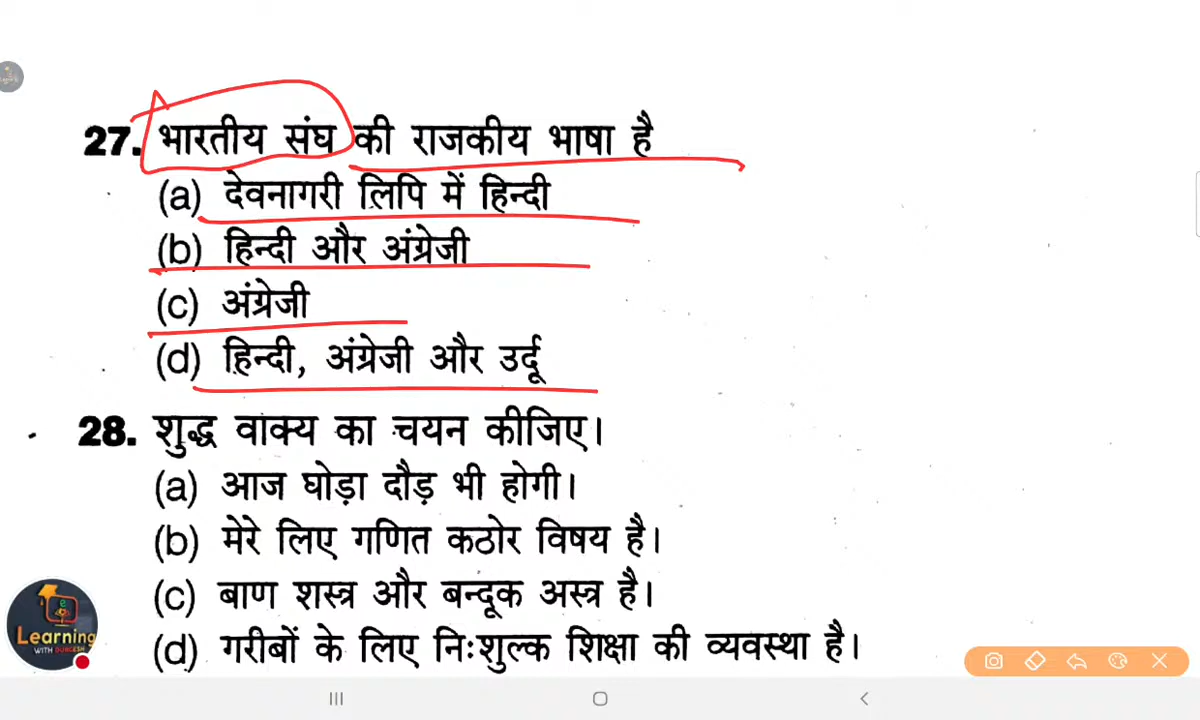 27. भारतीय संघ की राजकीय भाषा है
(a) देवनागरी लिपि में हिन्दी
(b) हिन्दी और अंग्रेजी
(c) अंग्रेजी
(d) हिन्दी, अंग्रेजी और उर्दू
28. शुद्ध वाक्य का चयन कीजिए।
(a) आज घोड़ा दौड़ भी होगी।
(b) मेरे लिए गणित कठोर विषय है।
(c) बाण शस्त्र और बन्दूक अस्त्र है।
(d) गरीबों के लिए निःशुल्क शिक्षा की व्यवस्था है।
Learning
WITH DURGESH